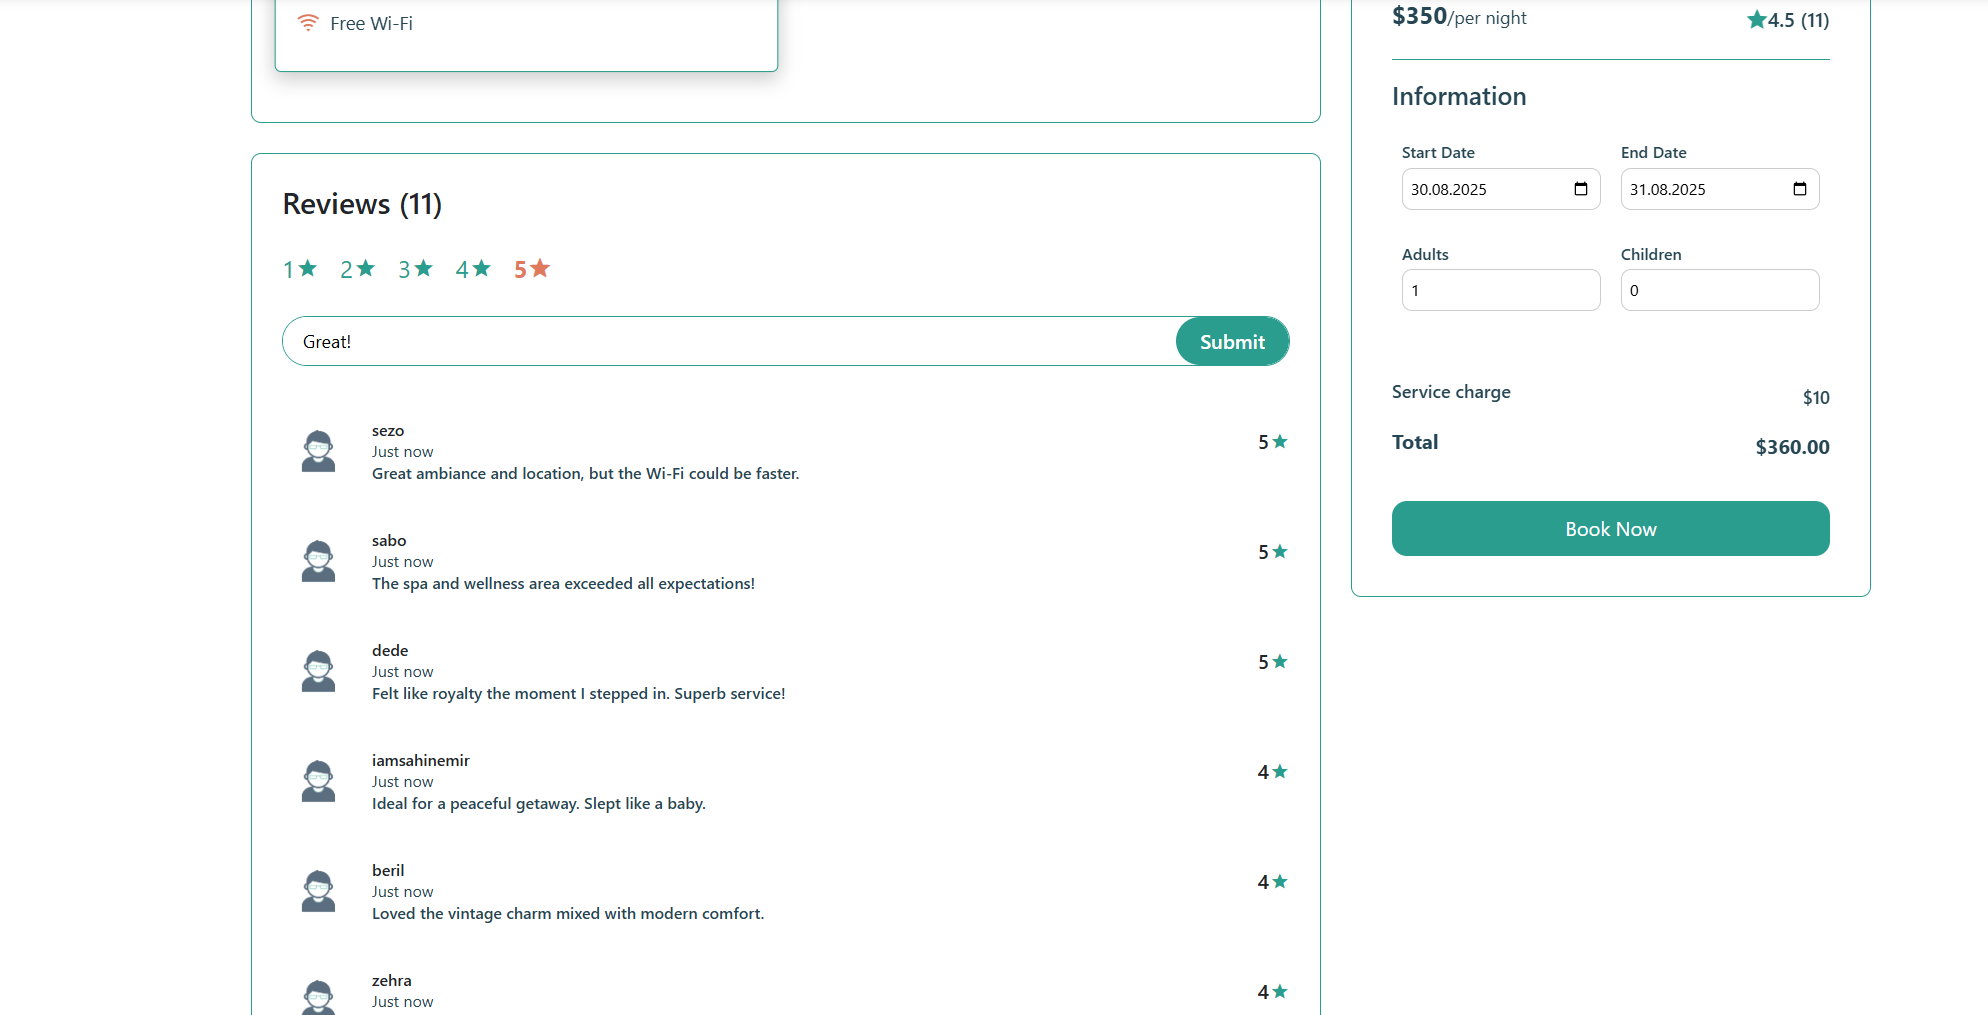 Free Wi-Fi
Reviews (11)
1 2 3 4 5
Great!
Submit
sezo
Just now
Great ambiance and location, but the Wi-Fi could be faster.
5
sabo
Just now
The spa and wellness area exceeded all expectations!
5
dede
Just now
Felt like royalty the moment I stepped in. Superb service!
5
iamsahinemir
Just now
Ideal for a peaceful getaway. Slept like a baby.
4
beril
Just now
Loved the vintage charm mixed with modern comfort.
4
zehra
Just now
4
$350/per night
4.5 (11)
Information
Start Date
30.08.2025
End Date
31.08.2025
Adults
1
Children
0
Service charge
$10
Total
$360.00
Book Now